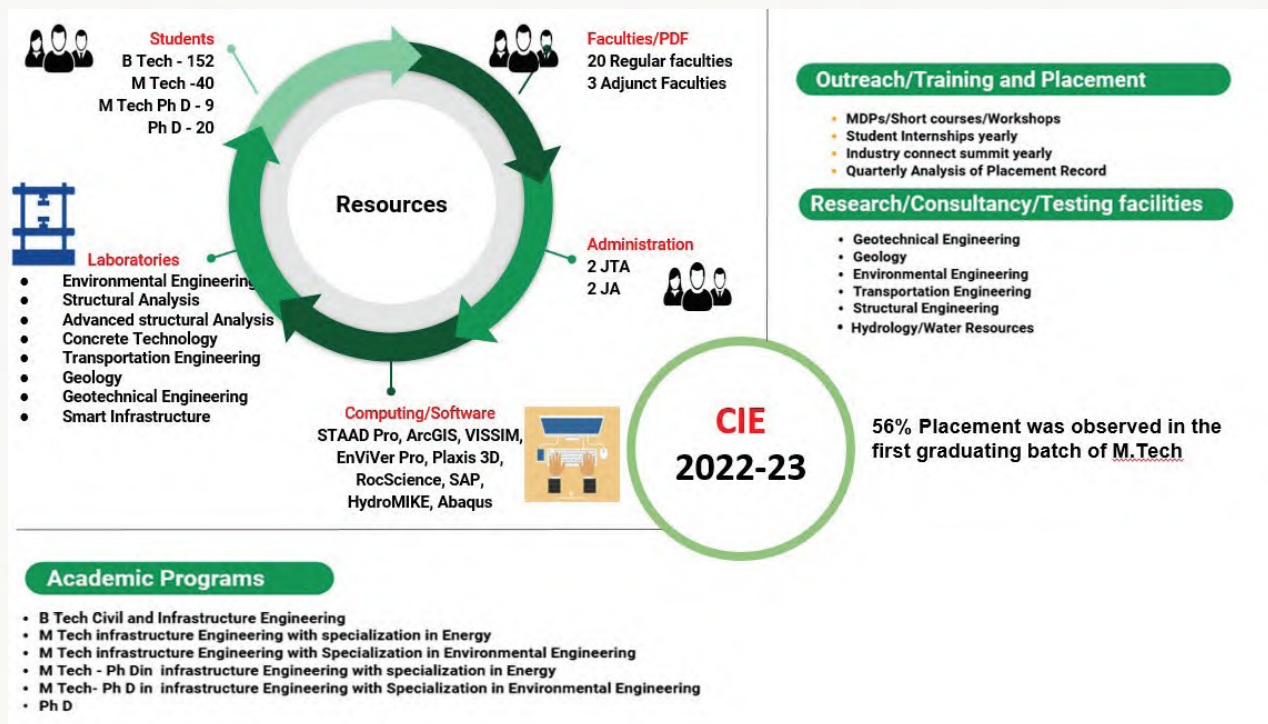 Students
B Tech - 152
M Tech -40
M Tech Ph D - 9
Ph D - 20
Faculties/PDF
20 Regular faculties
3 Adjunct Faculties
Resources
Administration
2 JTA
2 JA
Laboratories
● Environmental Engineering
● Structural Analysis
● Advanced structural Analysis
● Concrete Technology
● Transportation Engineering
● Geology
● Geotechnical Engineering
● Smart Infrastructure
Computing/Software
STAAD Pro, ArcGIS, VISSIM,
EnViVer Pro, Plaxis 3D,
RocScience, SAP,
HydroMIKE, Abaqus
Outreach/Training and Placement
• MDPs/Short courses/Workshops
• Student Internships yearly
• Industry connect summit yearly
• Quarterly Analysis of Placement Record
Research/Consultancy/Testing facilities
• Geotechnical Engineering
• Geology
• Environmental Engineering
• Transportation Engineering
• Structural Engineering
• Hydrology/Water Resources
CIE
2022-23
56% Placement was observed in the
first graduating batch of M.Tech
Academic Programs
• B Tech Civil and Infrastructure Engineering
• M Tech infrastructure Engineering with specialization in Energy
• M Tech infrastructure Engineering with Specialization in Environmental Engineering
• M Tech - Ph Din infrastructure Engineering with specialization in Energy
• M Tech- Ph D in infrastructure Engineering with Specialization in Environmental Engineering
• Ph D